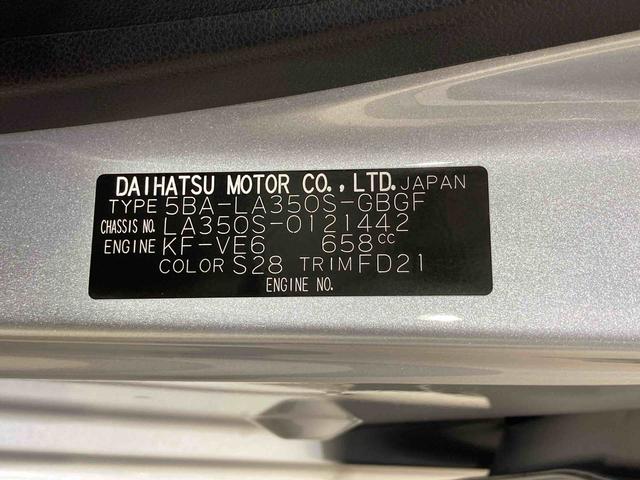 DAIHATSU MOTOR CO., LTD. JAPAN
TYPE 5BA-LA350S-GBGF
CHASSIS NO. LA350S-0121442
ENGINE KF-VE6 658cc
COLOR S28 TRIM FD21
ENGINE NO.